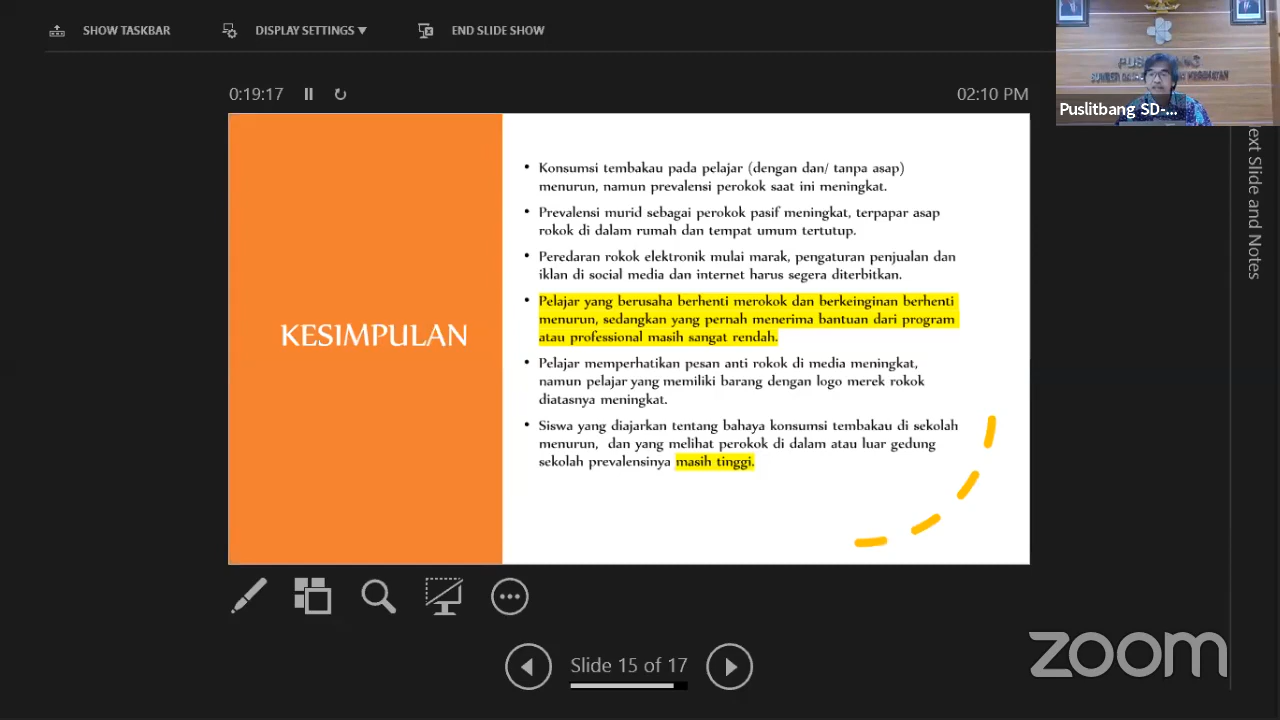 SHOW TASKBAR
DISPLAY SETTINGS
END SLIDE SHOW
0:19:17
02:10 PM
Puslitbang SD-...
KESIMPULAN
• Konsumsi tembakau pada pelajar (dengan dan/ tanpa asap)
menurun, namun prevalensi perokok saat ini meningkat.
• Prevalensi murid sebagai perokok pasif meningkat, terpapar asap
rokok di dalam rumah dan tempat umum tertutup.
• Peredaran rokok elektronik mulai marak, pengaturan penjualan dan
iklan di social media dan internet harus segera diterbitkan.
• Pelajar yang berusaha berhenti merokok dan berkeinginan berhenti
menurun, sedangkan yang pernah menerima bantuan dari program
atau professional masih sangat rendah.
• Pelajar memperhatikan pesan anti rokok di media meningkat,
namun pelajar yang memiliki barang dengan logo merek rokok
diatasnya meningkat.
• Siswa yang diajarkan tentang bahaya konsumsi tembakau di sekolah
menurun, dan yang melihat perokok di dalam atau luar gedung
sekolah prevalensinya masih tinggi.
Slide and Notes
Slide 15 of 17
zoom